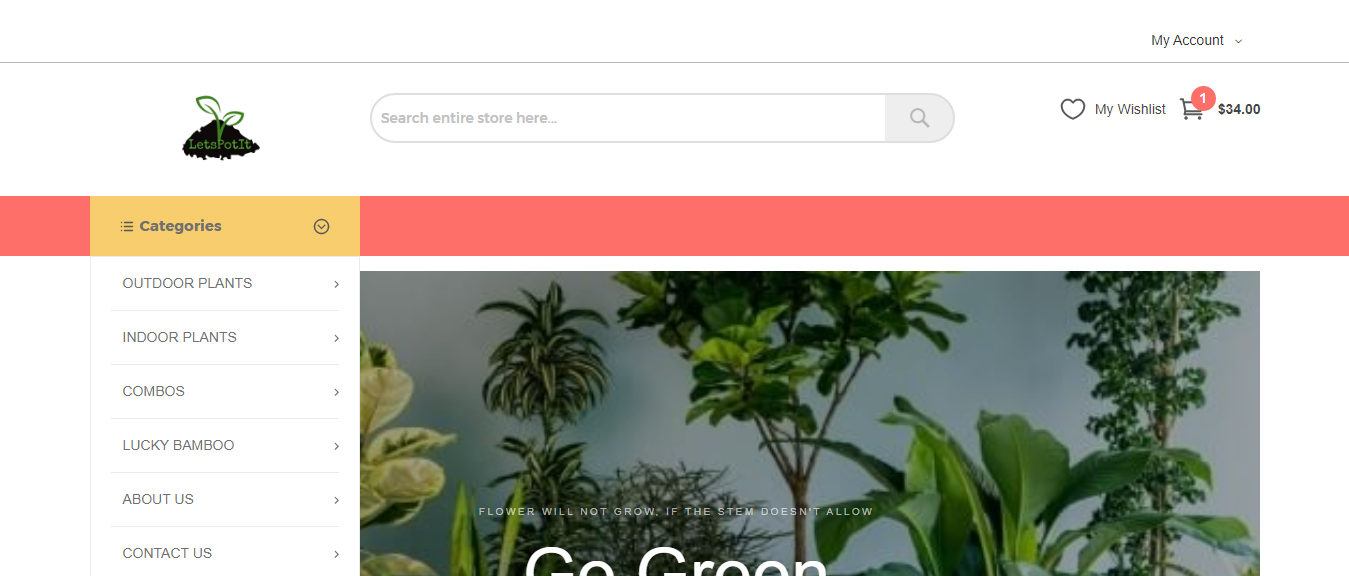 My Account
LetsPotIt
Search entire store here...
My Wishlist
1
$34.00
Categories
OUTDOOR PLANTS
INDOOR PLANTS
COMBOS
LUCKY BAMBOO
ABOUT US
CONTACT US
FLOWER WILL NOT GROW, IF THE STEM DOESN'T ALLOW
Go Green